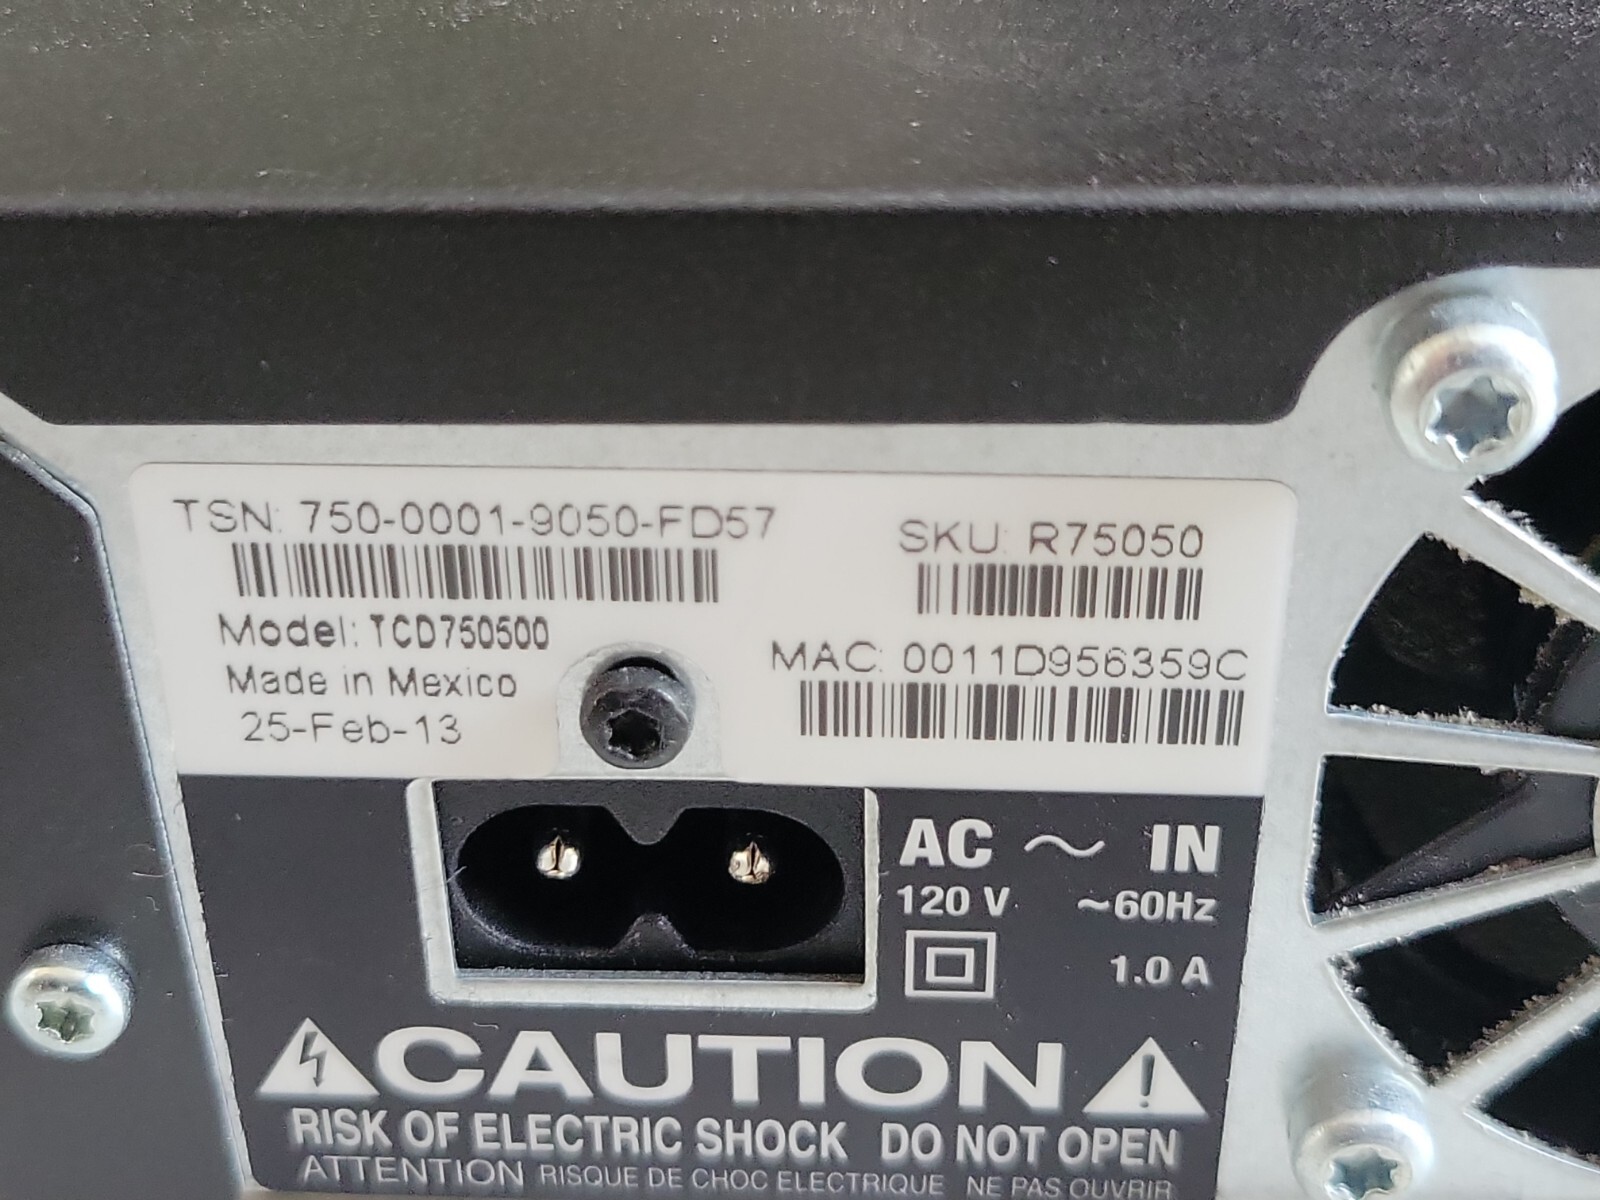 TSN: 750-0001-9050-FD57
SKU: R75050
Model: TCD750500
MAC: 0011D956359C
Made in Mexico
25-Feb-13
AC ~ IN
120 V ~60Hz
1.0 A
CAUTION
RISK OF ELECTRIC SHOCK DO NOT OPEN
ATTENTION RISQUE DE CHOC ELECTRIQUE NE PAS OUVRIR